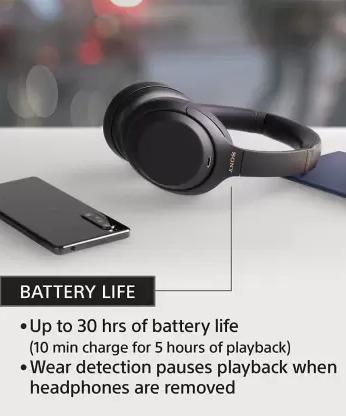 SONY
BATTERY LIFE
•Up to 30 hrs of battery life
(10 min charge for 5 hours of playback)
•Wear detection pauses playback when
headphones are removed